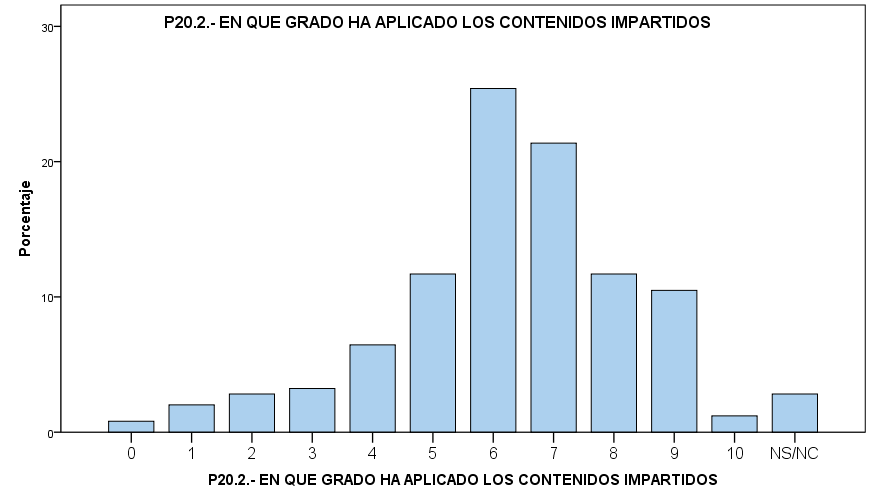 P20.2.- EN QUE GRADO HA APLICADO LOS CONTENIDOS IMPARTIDOS
30
20
10
0
Porcentaje
0 1 2 3 4 5 6 7 8 9 10 NS/NC
P20.2.- EN QUE GRADO HA APLICADO LOS CONTENIDOS IMPARTIDOS